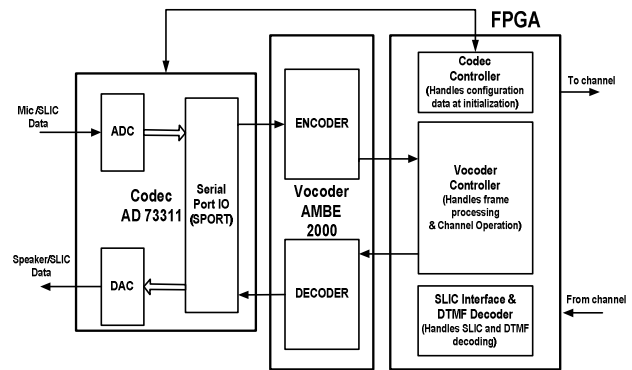 FPGA
Codec
Controller
(Handles configuration
data at initialization)
To channel
Mic/SLIC
Data
ADC
ENCODER
Serial
Port IO
(SPORT)
Codec
AD 73311
Vocoder
AMBE
2000
Vocoder
Controller
(Handles frame
processing
& Channel Operation)
Speaker/SLIC
Data
DAC
DECODER
SLIC Interface &
DTMF Decoder
(Handles SLIC and DTMF
decoding)
From channel